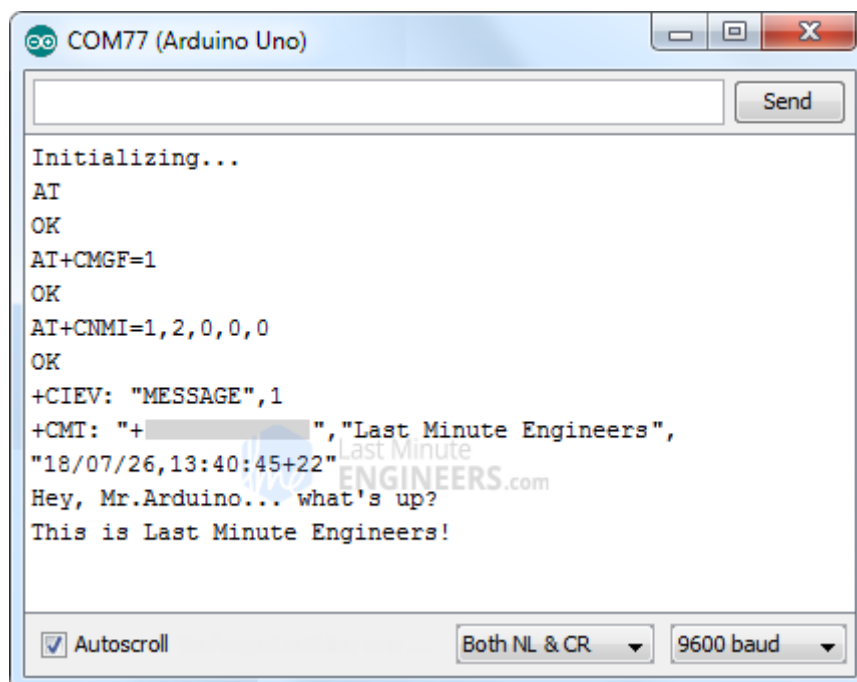 COM77 (Arduino Uno)
Send
Initializing...
AT
OK
AT+CMGF=1
OK
AT+CNMI=1,2,0,0,0
OK
+CIEV: "MESSAGE",1
+CMT: "+ ","Last Minute Engineers",
"18/07/26,13:40:45+22"
Hey, Mr.Arduino... what's up?
This is Last Minute Engineers!
Last Minute
ENGINEERS.com
Autoscroll
Both NL & CR
9600 baud